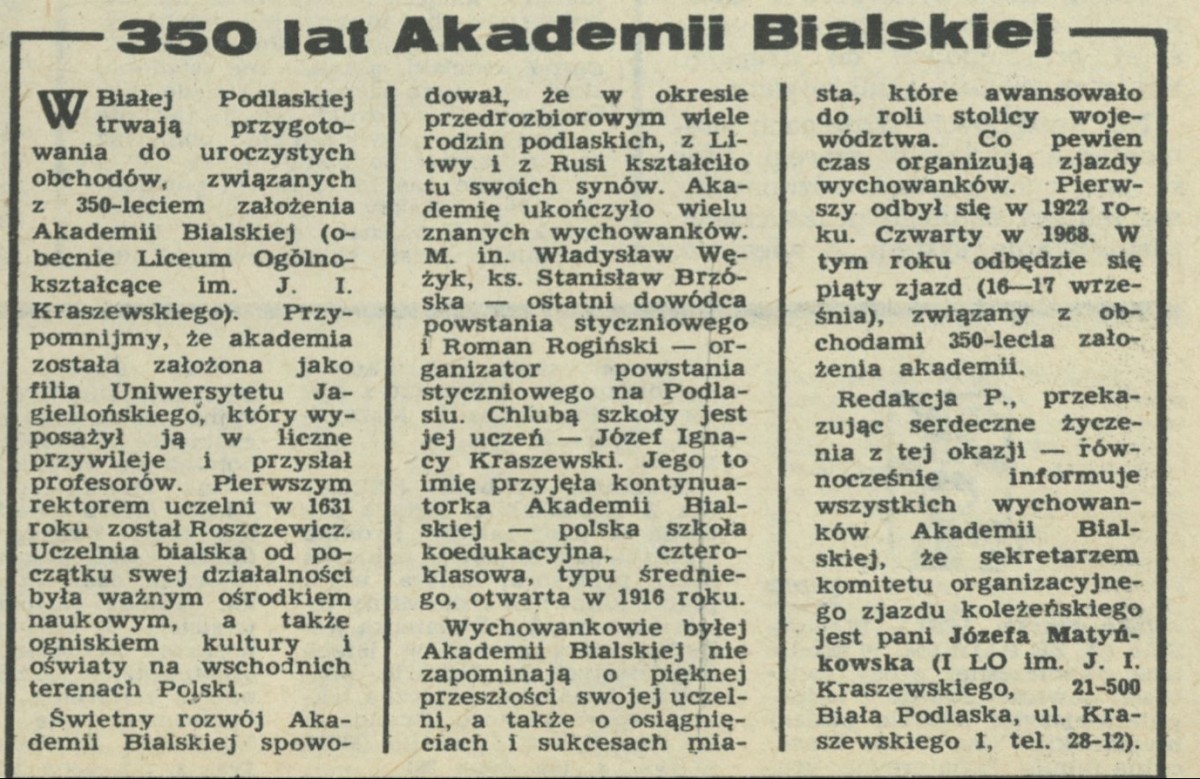 350 lat Akademii Bialskiej
W Białej Podlaskiej
trwają przygoto-
wania do uroczystych
obchodów, związanych
z 350-leciem założenia
Akademii Bialskiej (o-
becnie Liceum Ogólno-
kształcące im. J. I.
Kraszewskiego). Przy-
pomnijmy, że akademia
została założona jako
filia Uniwersytetu Ja-
giellońskiego, który wy-
posażył ją w liczne
przywileje i przysłał
profesorów. Pierwszym
rektorem uczelni w 1631
roku został Roszczewicz.
Uczelnia bialska od po-
czątku swej działalności
była ważnym ośrodkiem
naukowym, a także
ogniskiem kultury i
oświaty na wschodnich
terenach Polski.
Świetny rozwój Aka-
demii Bialskiej spowo-
dował, że w okresie
przedrozbiorowym wiele
rodzin podlaskich, z Li-
twy i z Rusi kształciło
tu swoich synów. Aka-
demię ukończyło wielu
znanych wychowanków.
M. in. Władysław Wę-
żyk, ks. Stanisław Brzó-
ska — ostatni dowódca
powstania styczniowego
i Roman Rogiński — or-
ganizator powstania
styczniowego na Podla-
siu. Chlubą szkoły jest
jej uczeń — Józef Igna-
cy Kraszewski. Jego to
imię przyjęła kontynua-
torka Akademii Bial-
skiej — polska szkoła
koedukacyjna, cztero-
klasowa, typu średnie-
go, otwarta w 1916 roku.
Wychowankowie byłej
Akademii Bialskiej nie
zapominają o pięknej
przeszłości swojej uczel-
ni, a także o osiągnię-
ciach i sukcesach mia-
sta, które awansowało
do roli stolicy woje-
wództwa. Co pewien
czas organizują zjazdy
wychowanków. Pierw-
szy odbył się w 1922 ro-
ku. Czwarty w 1968. W
tym roku odbędzie się
piąty zjazd (16—17 wrze-
śnia), związany z ob-
chodami 350-lecia zało-
żenia akademii.
Redakcja P., przeka-
zując serdeczne życze-
nia z tej okazji — rów-
nocześnie informuje
wszystkich wychowan-
ków Akademii Bial-
skiej, że sekretarzem
komitetu organizacyjne-
go zjazdu koleżeńskiego
jest pani Józefa Matyń-
kowska (I LO im. J. I.
Kraszewskiego, 21-500
Biała Podlaska, ul. Kra-
szewskiego 1, tel. 28-12).